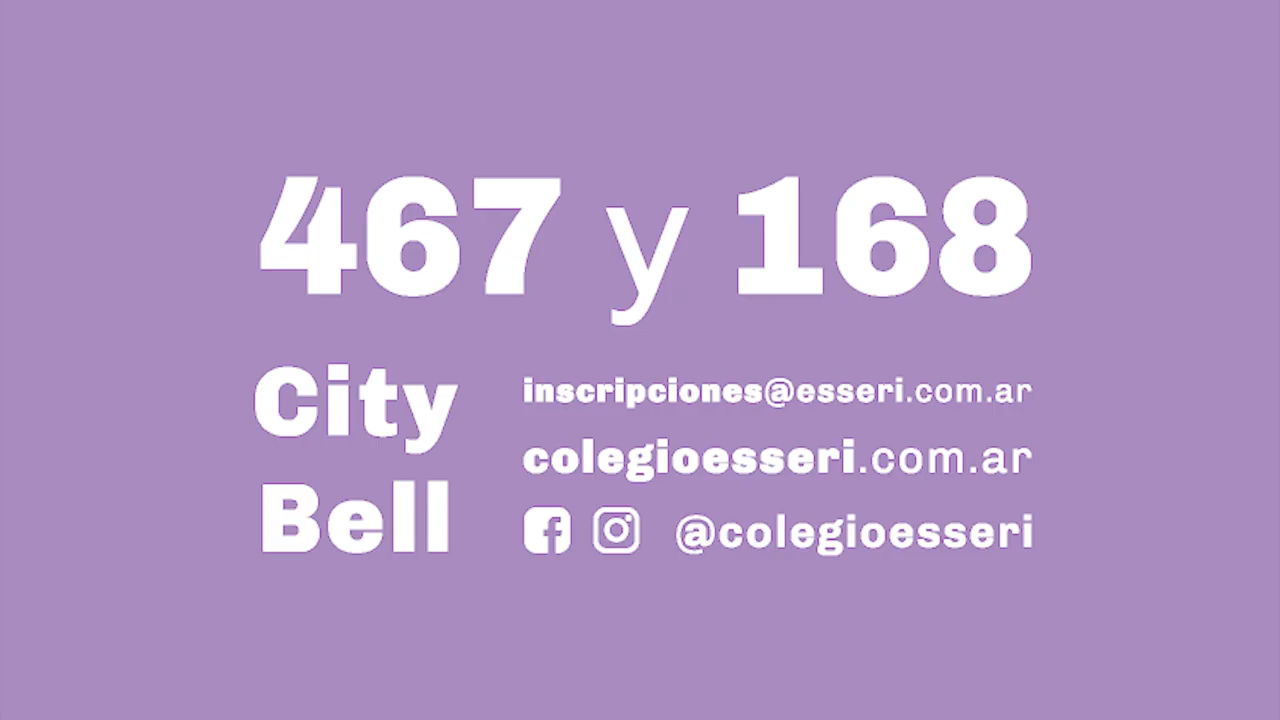 467 y 168
City
Bell
inscripciones@esseri.com.ar
colegioesseri.com.ar
@colegioesseri